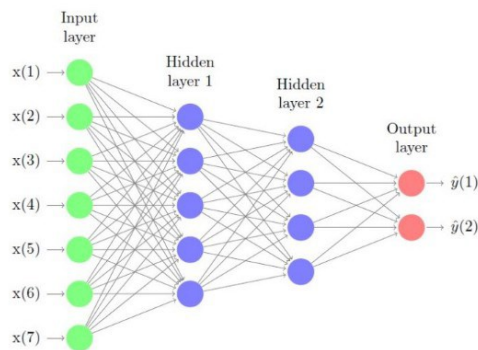 Input
layer
Hidden
layer 1
Hidden
layer 2
Output
layer
x(1)
x(2)
x(3)
x(4)
x(5)
x(6)
x(7)
ŷ(1)
ŷ(2)